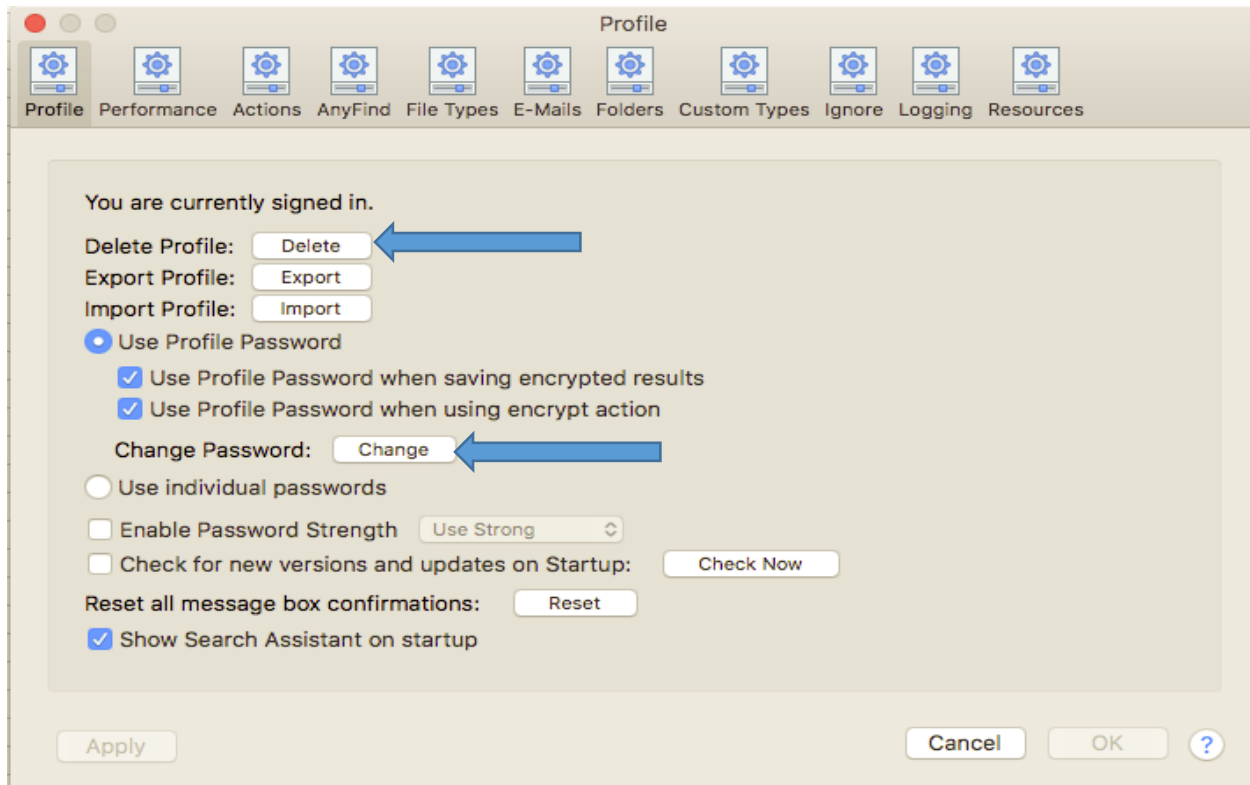 Profile
Profile Performance Actions AnyFind File Types E-Mails Folders Custom Types Ignore Logging Resources
You are currently signed in.
Delete Profile: Delete
Export Profile: Export
Import Profile: Import
Use Profile Password
Use Profile Password when saving encrypted results
Use Profile Password when using encrypt action
Change Password: Change
Use individual passwords
Enable Password Strength Use Strong
Check for new versions and updates on Startup: Check Now
Reset all message box confirmations: Reset
Show Search Assistant on startup
Apply Cancel OK ?